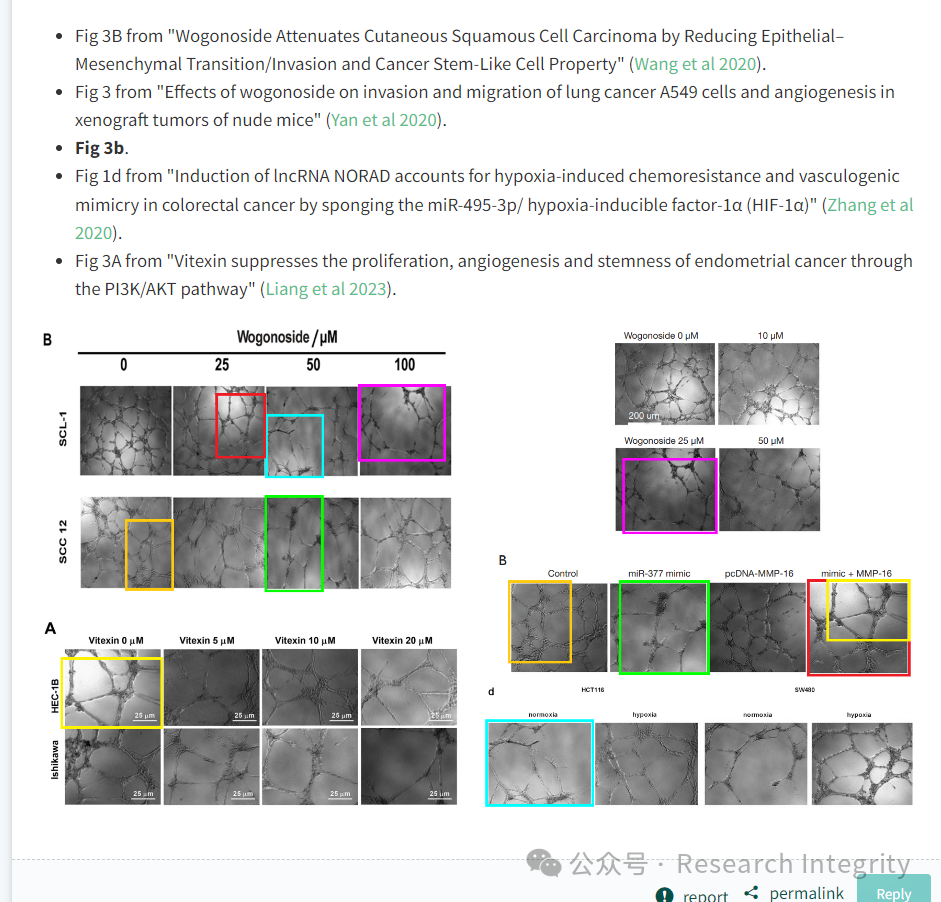 Fig 3B from "Wogonoside Attenuates Cutaneous Squamous Cell Carcinoma by Reducing Epithelial–
Mesenchymal Transition/Invasion and Cancer Stem-Like Cell Property" (Wang et al 2020).
Fig 3 from "Effects of wogonoside on invasion and migration of lung cancer A549 cells and angiogenesis in
xenograft tumors of nude mice" (Yan et al 2020).
Fig 3b.
Fig 1d from "Induction of lncRNA NORAD accounts for hypoxia-induced chemoresistance and vasculogenic
mimicry in colorectal cancer by sponging the miR-495-3p/ hypoxia-inducible factor-1α (HIF-1α)" (Zhang et al
2020).
Fig 3A from "Vitexin suppresses the proliferation, angiogenesis and stemness of endometrial cancer through
the PI3K/AKT pathway" (Liang et al 2023).
B
Wogonoside /μM
0 25 50 100
SCL-1
SCC 12
Wogonoside 0 μM 10 μM
200 um
Wogonoside 25 μM 50 μM
B
Control miR-377 mimic pcDNA-MMP-16 mimic + MMP-16
A
Vitexin 0 μM Vitexin 5 μM Vitexin 10 μM Vitexin 20 μM
HEC-1B
25 μm 25 μm 25 μm 25 μm
Ishikawa
25 μm 25 μm 25 μm 25 μm
d
HCT116 SW480
normoxia hypoxia normoxia hypoxia
公众号 · Research Integrity
report permalink Reply